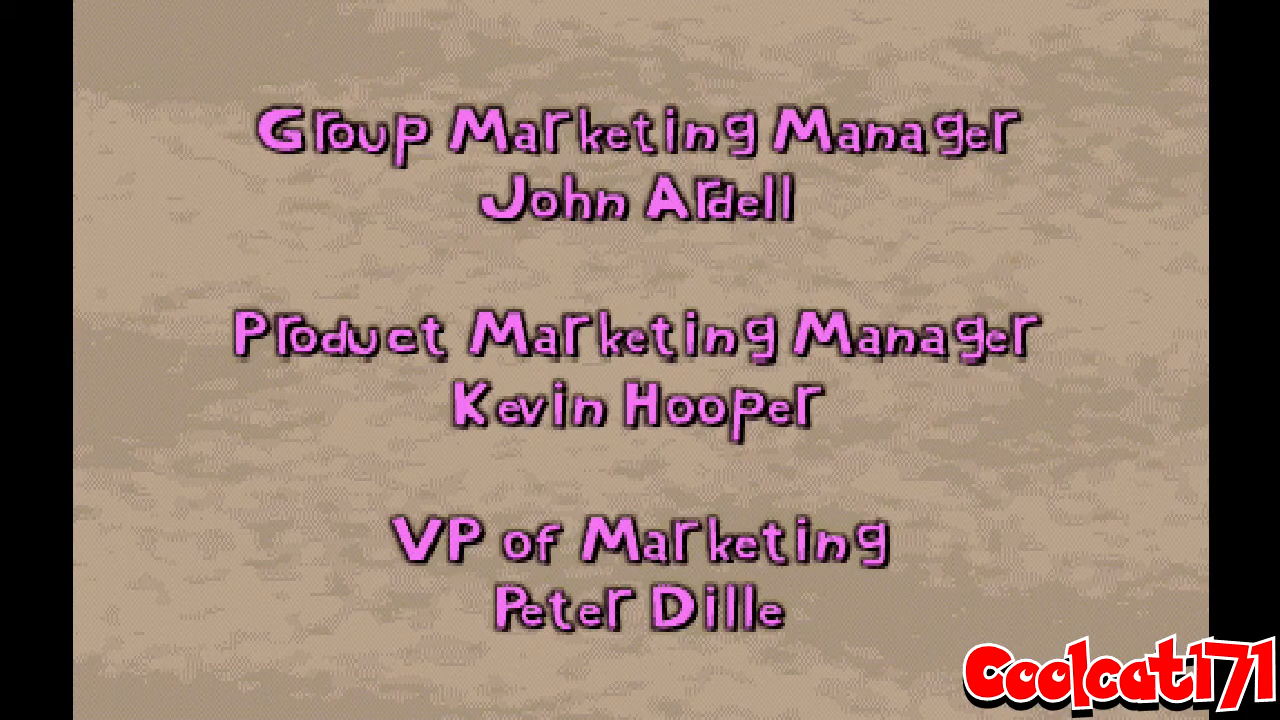 Group Marketing Manager
John Ardell
Product Marketing Manager
Kevin Hooper
VP of Marketing
Peter Dille
Coolcat171